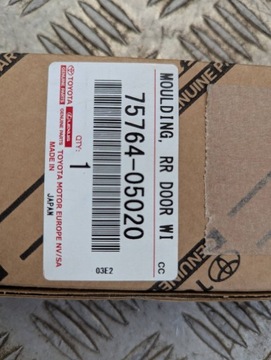 MOULDING, RR DOOR WI
CC
75764-05020
QTY:
1
03E2
TOYOTA
GENUINE PARTS
TOYOTA MOTOR EUROPE NV/SA
MADE IN
JAPAN
GENUINE